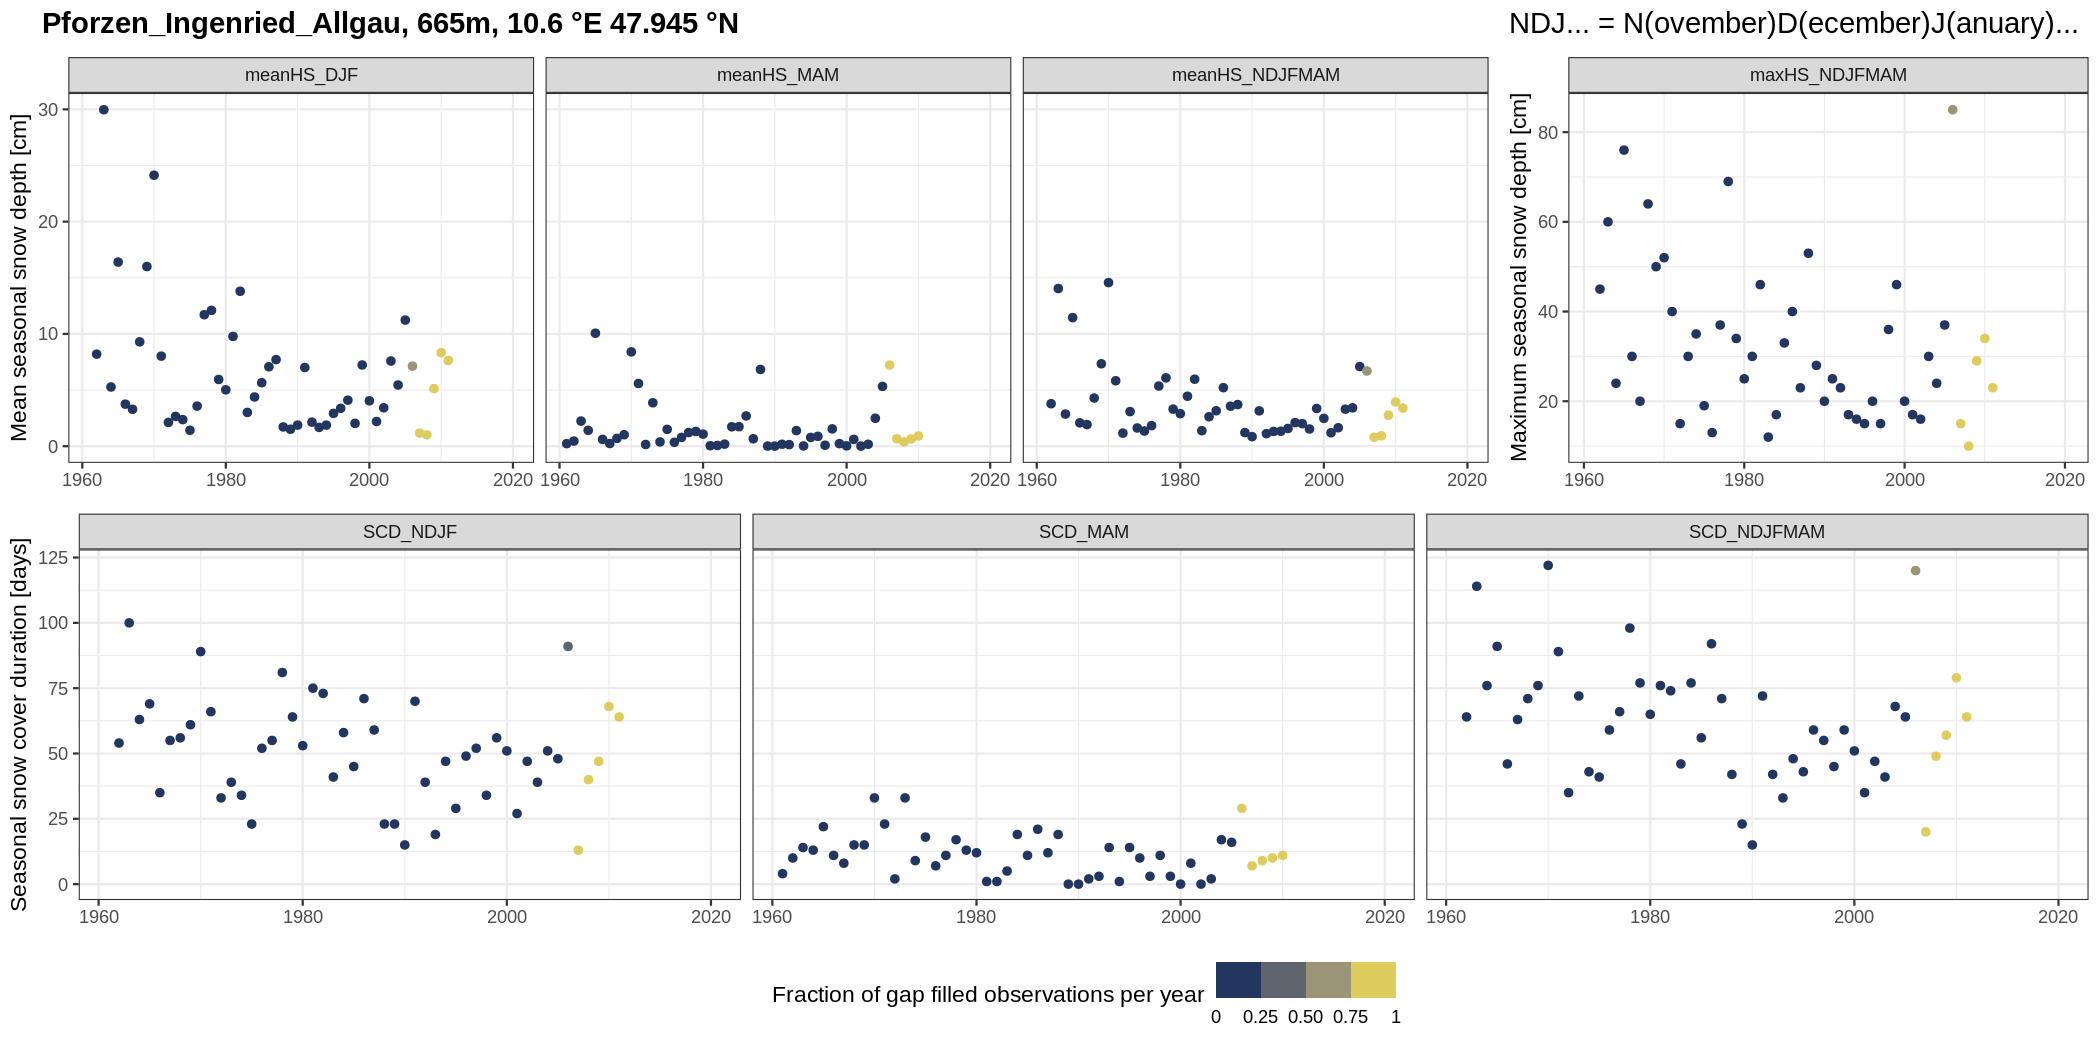 Pforzen_Ingenried_Allgau, 665m, 10.6 °E 47.945 °N
NDJ... = N(ovember)D(ecember)J(anuary)...
meanHS_DJF
meanHS_MAM
meanHS_NDJFMAM
maxHS_NDJFMAM
Mean seasonal snow depth [cm]
30
20
10
0
1960 1980 2000 2020
1960 1980 2000 2020
1960 1980 2000 2020
Maximum seasonal snow depth [cm]
80
60
40
20
1960 1980 2000 2020
SCD_NDJF
SCD_MAM
SCD_NDJFMAM
Seasonal snow cover duration [days]
125
100
75
50
25
0
1960 1980 2000 2020
1960 1980 2000 2020
1960 1980 2000 2020
Fraction of gap filled observations per year
0 0.25 0.50 0.75 1